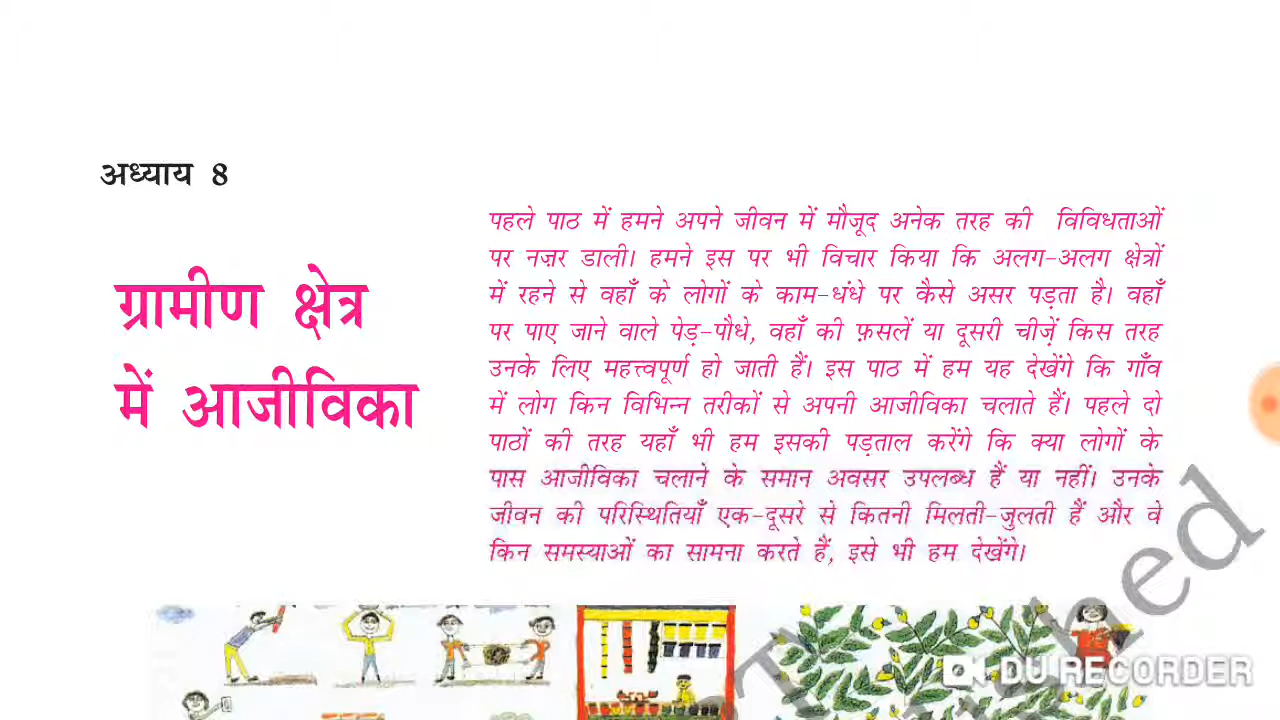 अध्याय 8
ग्रामीण क्षेत्र
में आजीविका
पहले पाठ में हमने अपने जीवन में मौजूद अनेक तरह की विविधताओं
पर नज़र डाली। हमने इस पर भी विचार किया कि अलग-अलग क्षेत्रों
में रहने से वहाँ के लोगों के काम-धंधे पर कैसे असर पड़ता है। वहाँ
पर पाए जाने वाले पेड़-पौधे, वहाँ की फ़सलें या दूसरी चीज़ें किस तरह
उनके लिए महत्त्वपूर्ण हो जाती हैं। इस पाठ में हम यह देखेंगे कि गाँव
में लोग किन विभिन्न तरीकों से अपनी आजीविका चलाते हैं। पहले दो
पाठों की तरह यहाँ भी हम इसकी पड़ताल करेंगे कि क्या लोगों के
पास आजीविका चलाने के समान अवसर उपलब्ध हैं या नहीं। उनके
जीवन की परिस्थितियाँ एक-दूसरे से कितनी मिलती-जुलती हैं और वे
किन समस्याओं का सामना करते हैं, इसे भी हम देखेंगे।
DU RECORDER